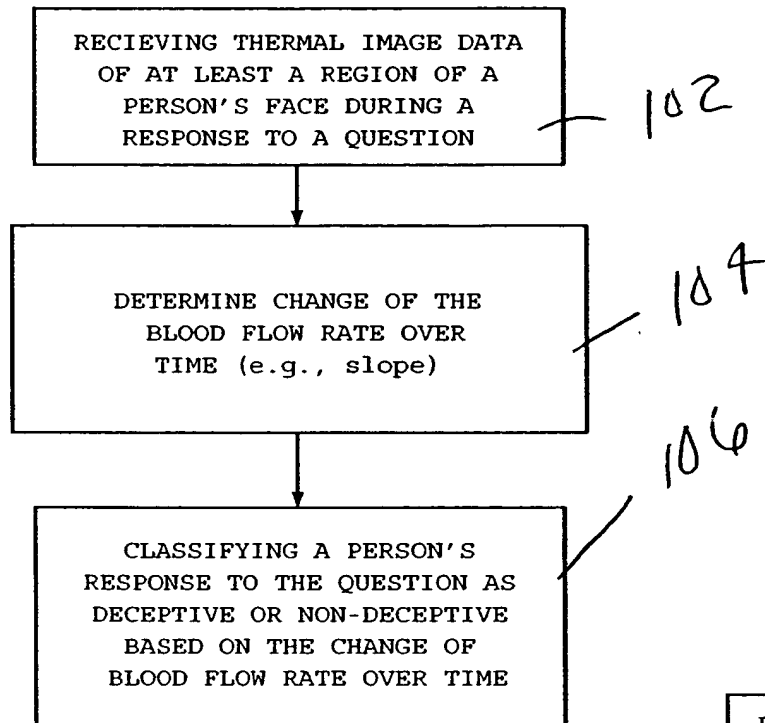 RECIEVING THERMAL IMAGE DATA
OF AT LEAST A REGION OF A
PERSON'S FACE DURING A
RESPONSE TO A QUESTION
102
DETERMINE CHANGE OF THE
BLOOD FLOW RATE OVER
TIME (e.g., slope)
104
CLASSIFYING A PERSON'S
RESPONSE TO THE QUESTION AS
DECEPTIVE OR NON-DECEPTIVE
BASED ON THE CHANGE OF
BLOOD FLOW RATE OVER TIME
106